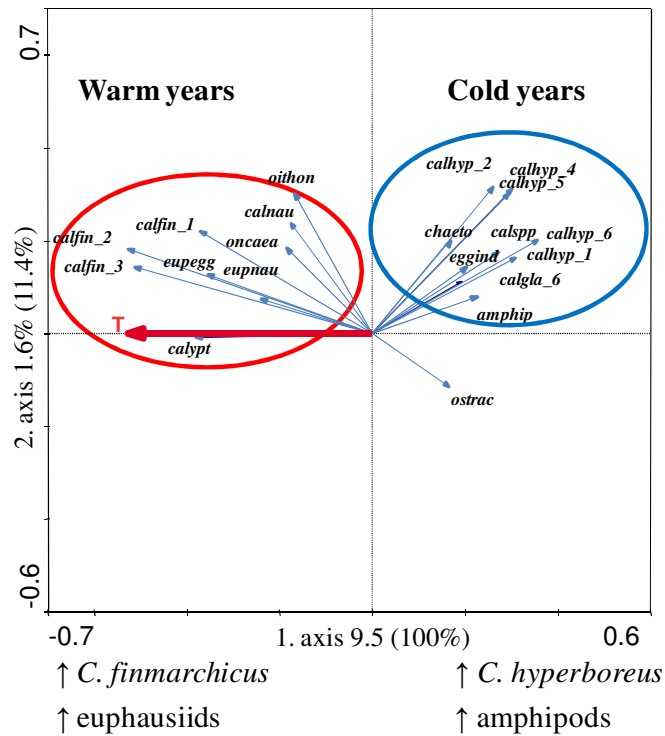 0.7
Warm years
Cold years
calhyp_2
calhyp_4
oithon
calhyp_5
calnau
calfin_1
chaeto
calspp
calhyp_6
calfin_2
oncaea
eggind
calhyp_1
calfin_3
eupegg
eupnau
calgla_6
T
amphip
calypt
ostrac
2. axis 1.6% (11.4%)
-0.6
-0.7
1. axis 9.5 (100%)
0.6
↑ C. finmarchicus
↑ C. hyperboreus
↑ euphausiids
↑ amphipods